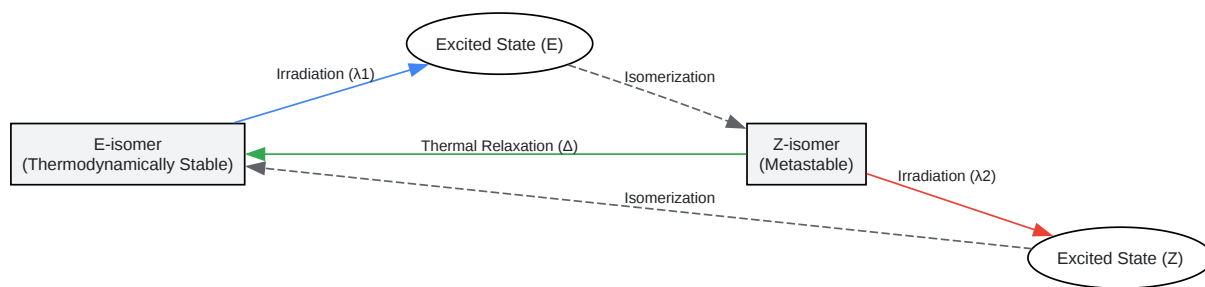 Excited State (E)
Irradiation (λ1)
Isomerization
E-isomer
(Thermodynamically Stable)
Thermal Relaxation (Δ)
Z-isomer
(Metastable)
Irradiation (λ2)
Isomerization
Excited State (Z)